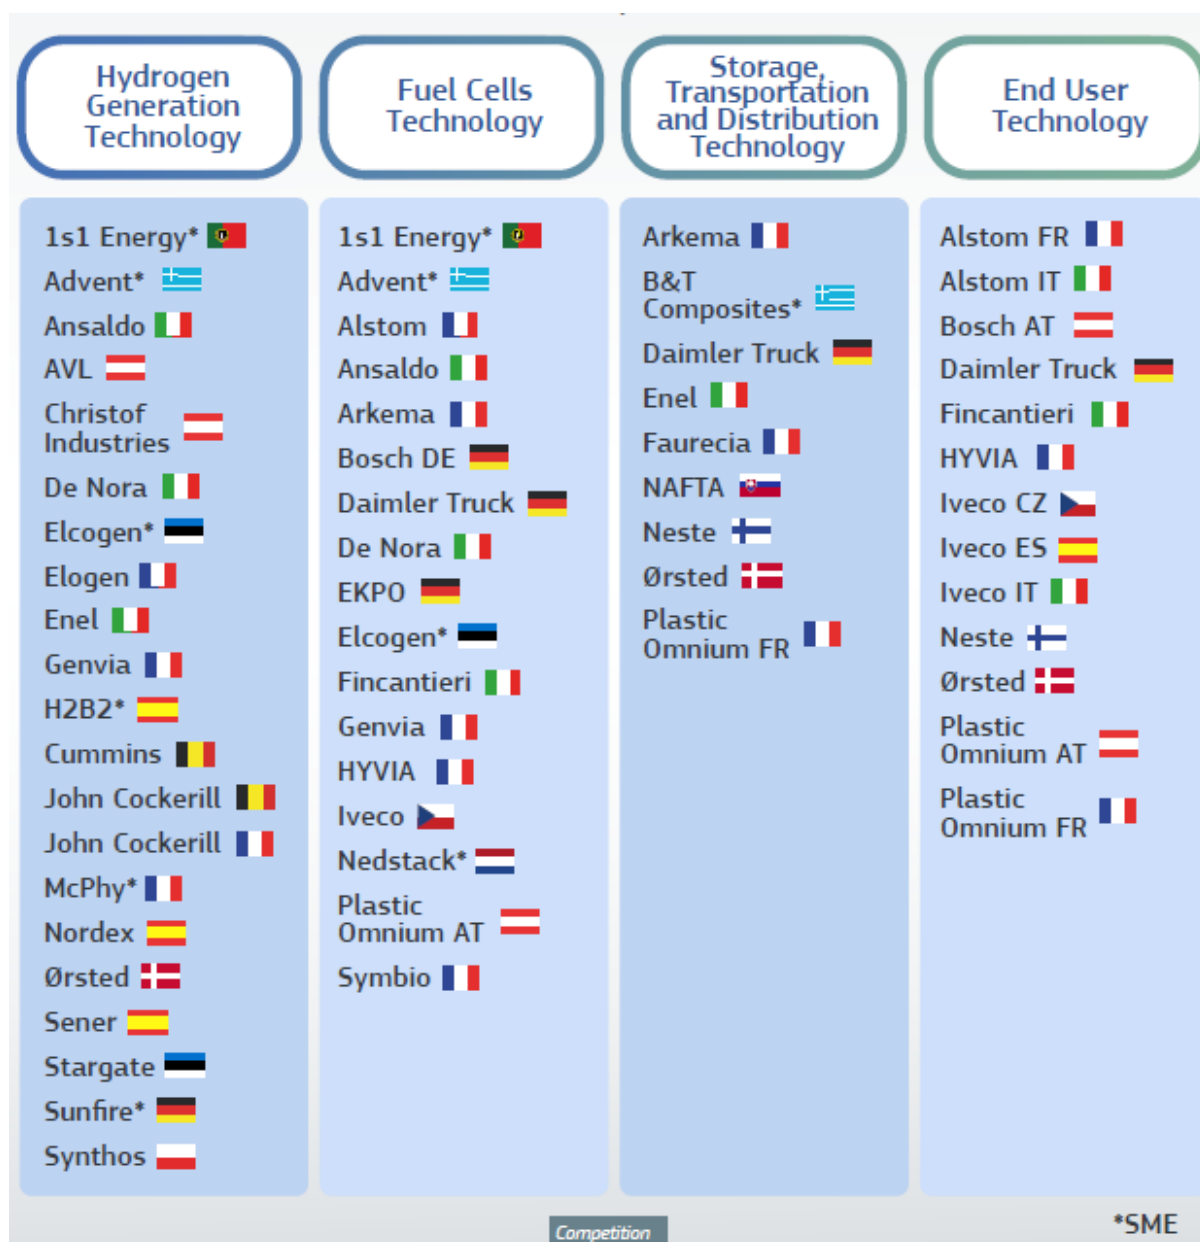 Hydrogen
Generation
Technology
Fuel Cells
Technology
Storage,
Transportation
and Distribution
Technology
End User
Technology
1s1 Energy*
Advent*
Ansaldo
AVL
Christof
Industries
De Nora
Elcogen*
Elogen
Enel
Genvia
H2B2*
Cummins
John Cockerill
John Cockerill
McPhy*
Nordex
Ørsted
Sener
Stargate
Sunfire*
Synthos
1s1 Energy*
Advent*
Alstom
Ansaldo
Arkema
Bosch DE
Daimler Truck
De Nora
EKPO
Elcogen*
Fincantieri
Genvia
HYVIA
Iveco
Nedstack*
Plastic
Omnium AT
Symbio
Arkema
B&T
Composites*
Daimler Truck
Enel
Faurecia
NAFTA
Neste
Ørsted
Plastic
Omnium FR
Alstom FR
Alstom IT
Bosch AT
Daimler Truck
Fincantieri
HYVIA
Iveco CZ
Iveco ES
Iveco IT
Neste
Ørsted
Plastic
Omnium AT
Plastic
Omnium FR
*SME
Competition